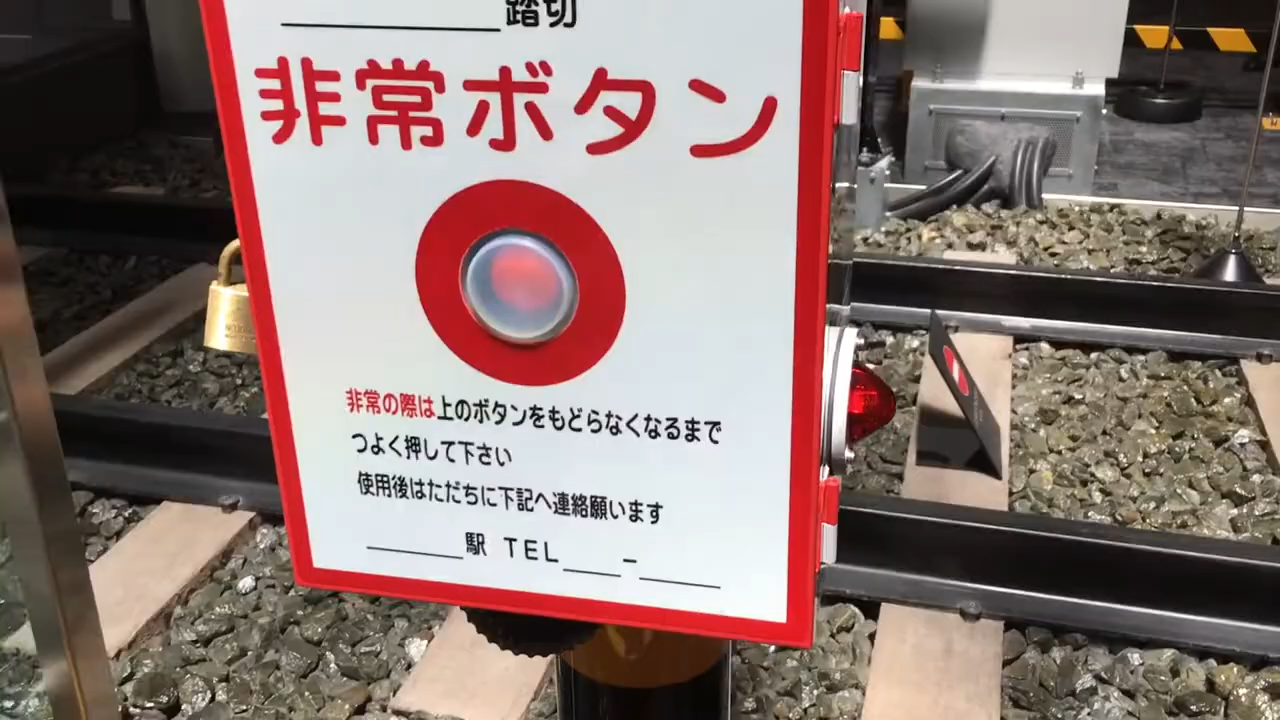 踏切
非常ボタン
非常の際は上のボタンをもどらなくなるまで
つよく押して下さい
使用後はただちに下記へ連絡願います
駅 TEL -